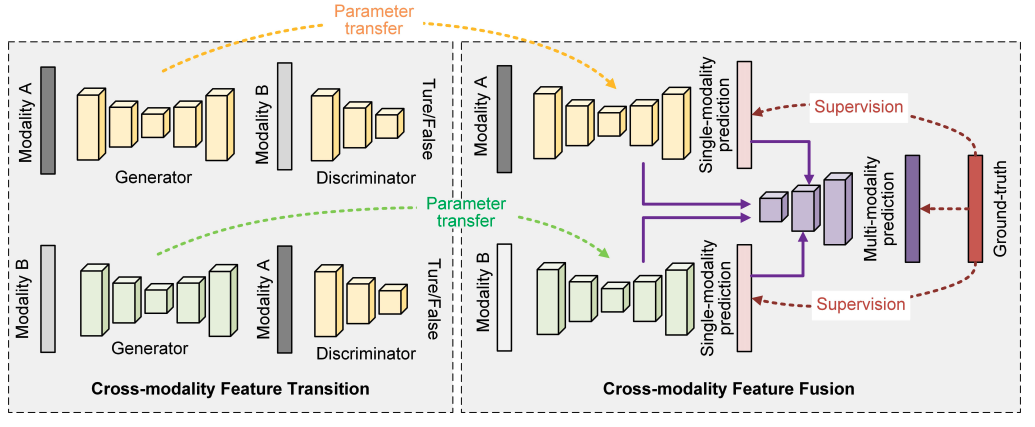 Parameter
transfer
Modality A
Generator
Modality B
Discriminator
Ture/False
Parameter
transfer
Modality B
Generator
Modality A
Discriminator
Ture/False
Cross-modality Feature Transition
Modality A
Single-modality
prediction
Supervision
Multi-modality
prediction
Ground-truth
Modality B
Single-modality
prediction
Supervision
Cross-modality Feature Fusion